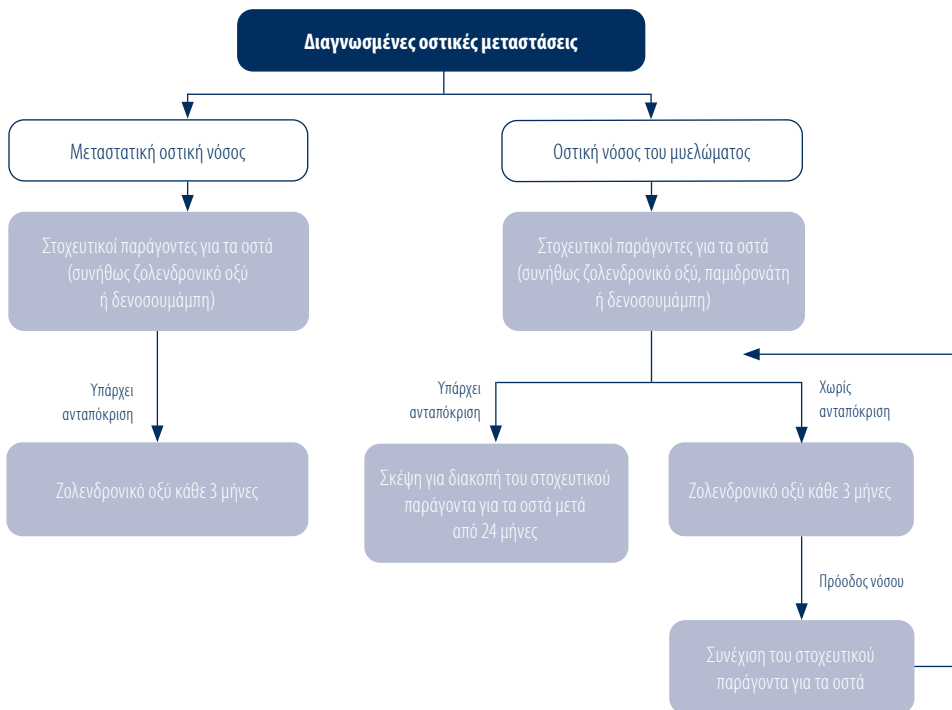 Διαγνωσμένες οστικές μεταστάσεις
Μεταστατική οστική νόσος
Οστική νόσος του μυελώματος
Στοχευτικοί παράγοντες για τα οστά
(συνήθως ζολενδρονικό οξύ
ή δενοσουμάμπη)
Στοχευτικοί παράγοντες για τα οστά
(συνήθως ζολενδρονικό οξύ, παμιδρονάτη
ή δενοσουμάμπη)
Υπάρχει
ανταπόκριση
Υπάρχει
ανταπόκριση
Χωρίς
ανταπόκριση
Ζολενδρονικό οξύ κάθε 3 μήνες
Σκέψη για διακοπή του στοχευτικού
παράγοντα για τα οστά μετά
από 24 μήνες
Ζολενδρονικό οξύ κάθε 3 μήνες
Πρόοδος νόσου
Συνέχιση του στοχευτικού
παράγοντα για τα οστά